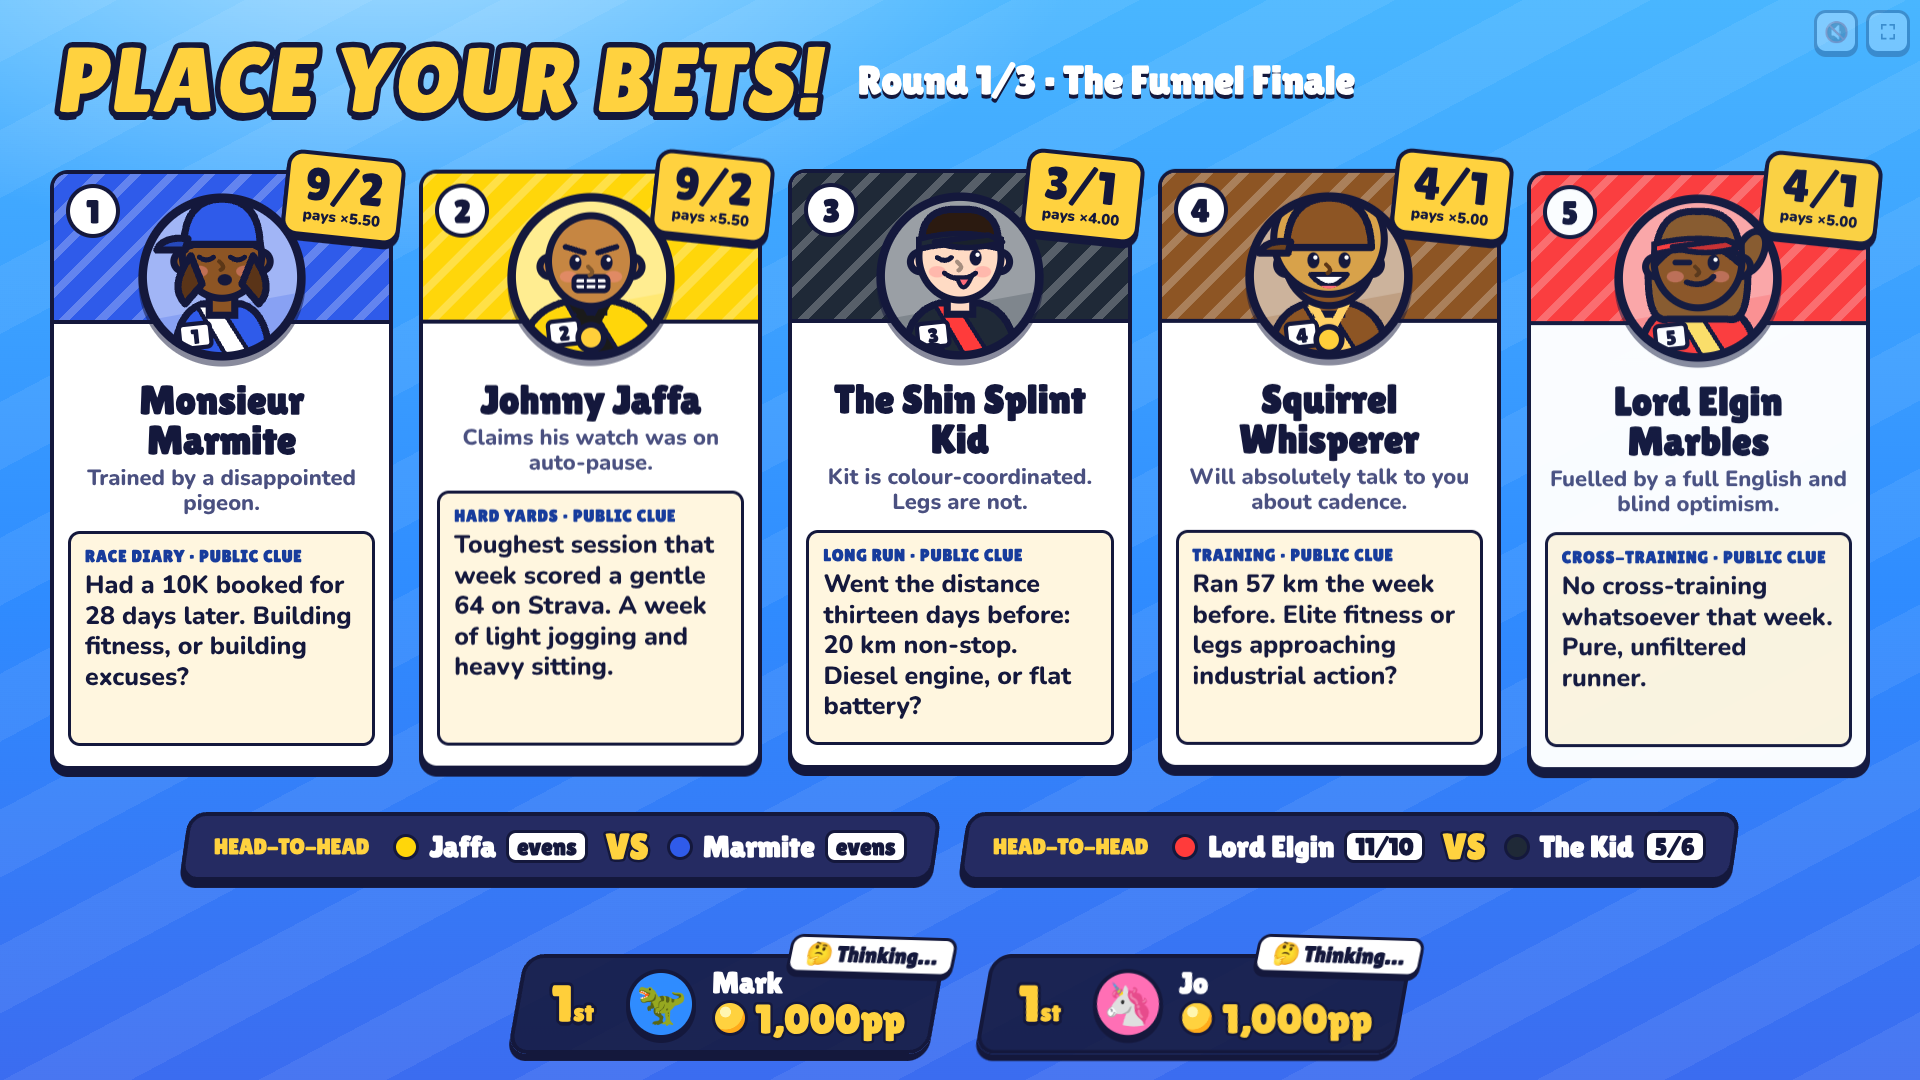 PLACE YOUR BETS!
Round 1/3 · The Funnel Finale
1
9/2
pays ×5.50
1
Monsieur
Marmite
Trained by a disappointed
pigeon.
RACE DIARY · PUBLIC CLUE
Had a 10K booked for
28 days later. Building
fitness, or building
excuses?
2
9/2
pays ×5.50
2
Johnny Jaffa
Claims his watch was on
auto-pause.
HARD YARDS · PUBLIC CLUE
Toughest session that
week scored a gentle
64 on Strava. A week
of light jogging and
heavy sitting.
3
3/1
pays ×4.00
3
The Shin Splint
Kid
Kit is colour-coordinated.
Legs are not.
LONG RUN · PUBLIC CLUE
Went the distance
thirteen days before:
20 km non-stop.
Diesel engine, or flat
battery?
4
4/1
pays ×5.00
4
Squirrel
Whisperer
Will absolutely talk to you
about cadence.
TRAINING · PUBLIC CLUE
Ran 57 km the week
before. Elite fitness or
legs approaching
industrial action?
5
4/1
pays ×5.00
5
Lord Elgin
Marbles
Fuelled by a full English and
blind optimism.
CROSS-TRAINING · PUBLIC CLUE
No cross-training
whatsoever that week.
Pure, unfiltered
runner.
HEAD-TO-HEAD Jaffa evens VS Marmite evens
HEAD-TO-HEAD Lord Elgin 11/10 VS The Kid 5/6
Thinking...
1st
Mark
1,000pp
Thinking...
1st
Jo
1,000pp